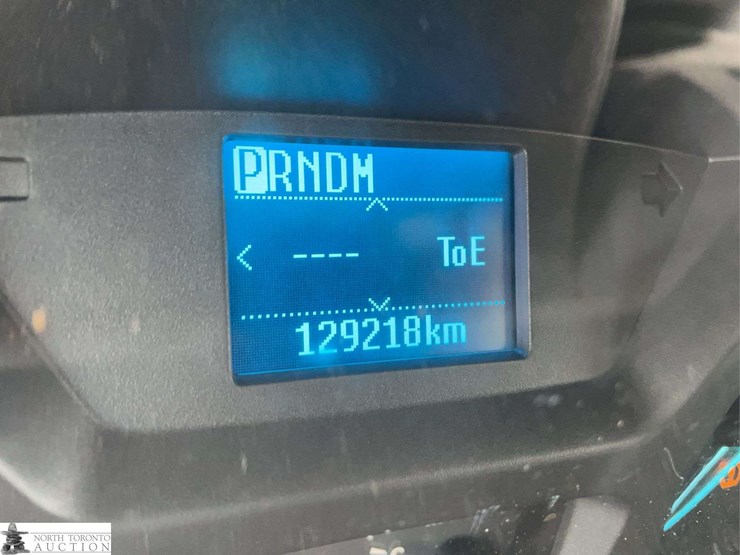 PRNDM
< ---- ToE
129218km
NORTH TORONTO
AUCTION